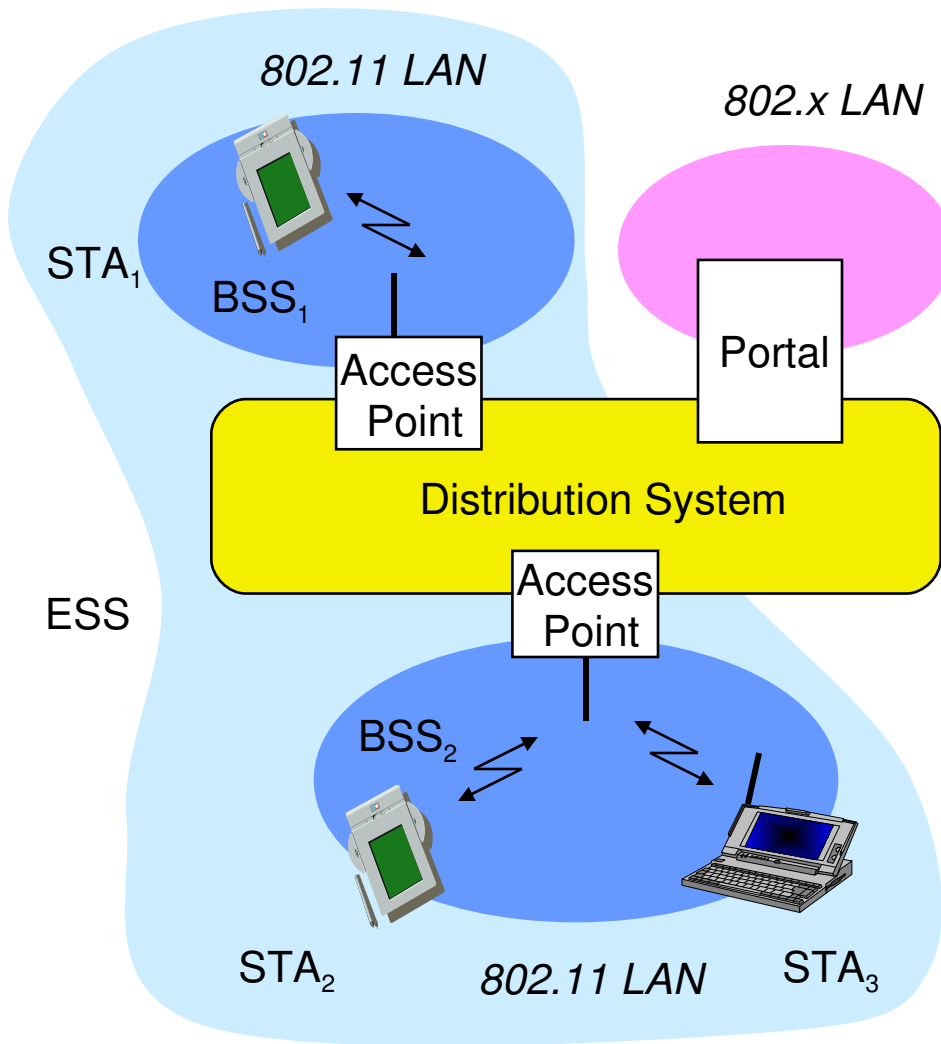 802.11 LAN
802.x LAN
STA₁
BSS₁
Access
Point
Portal
Distribution System
Access
Point
ESS
BSS₂
STA₂
802.11 LAN
STA₃